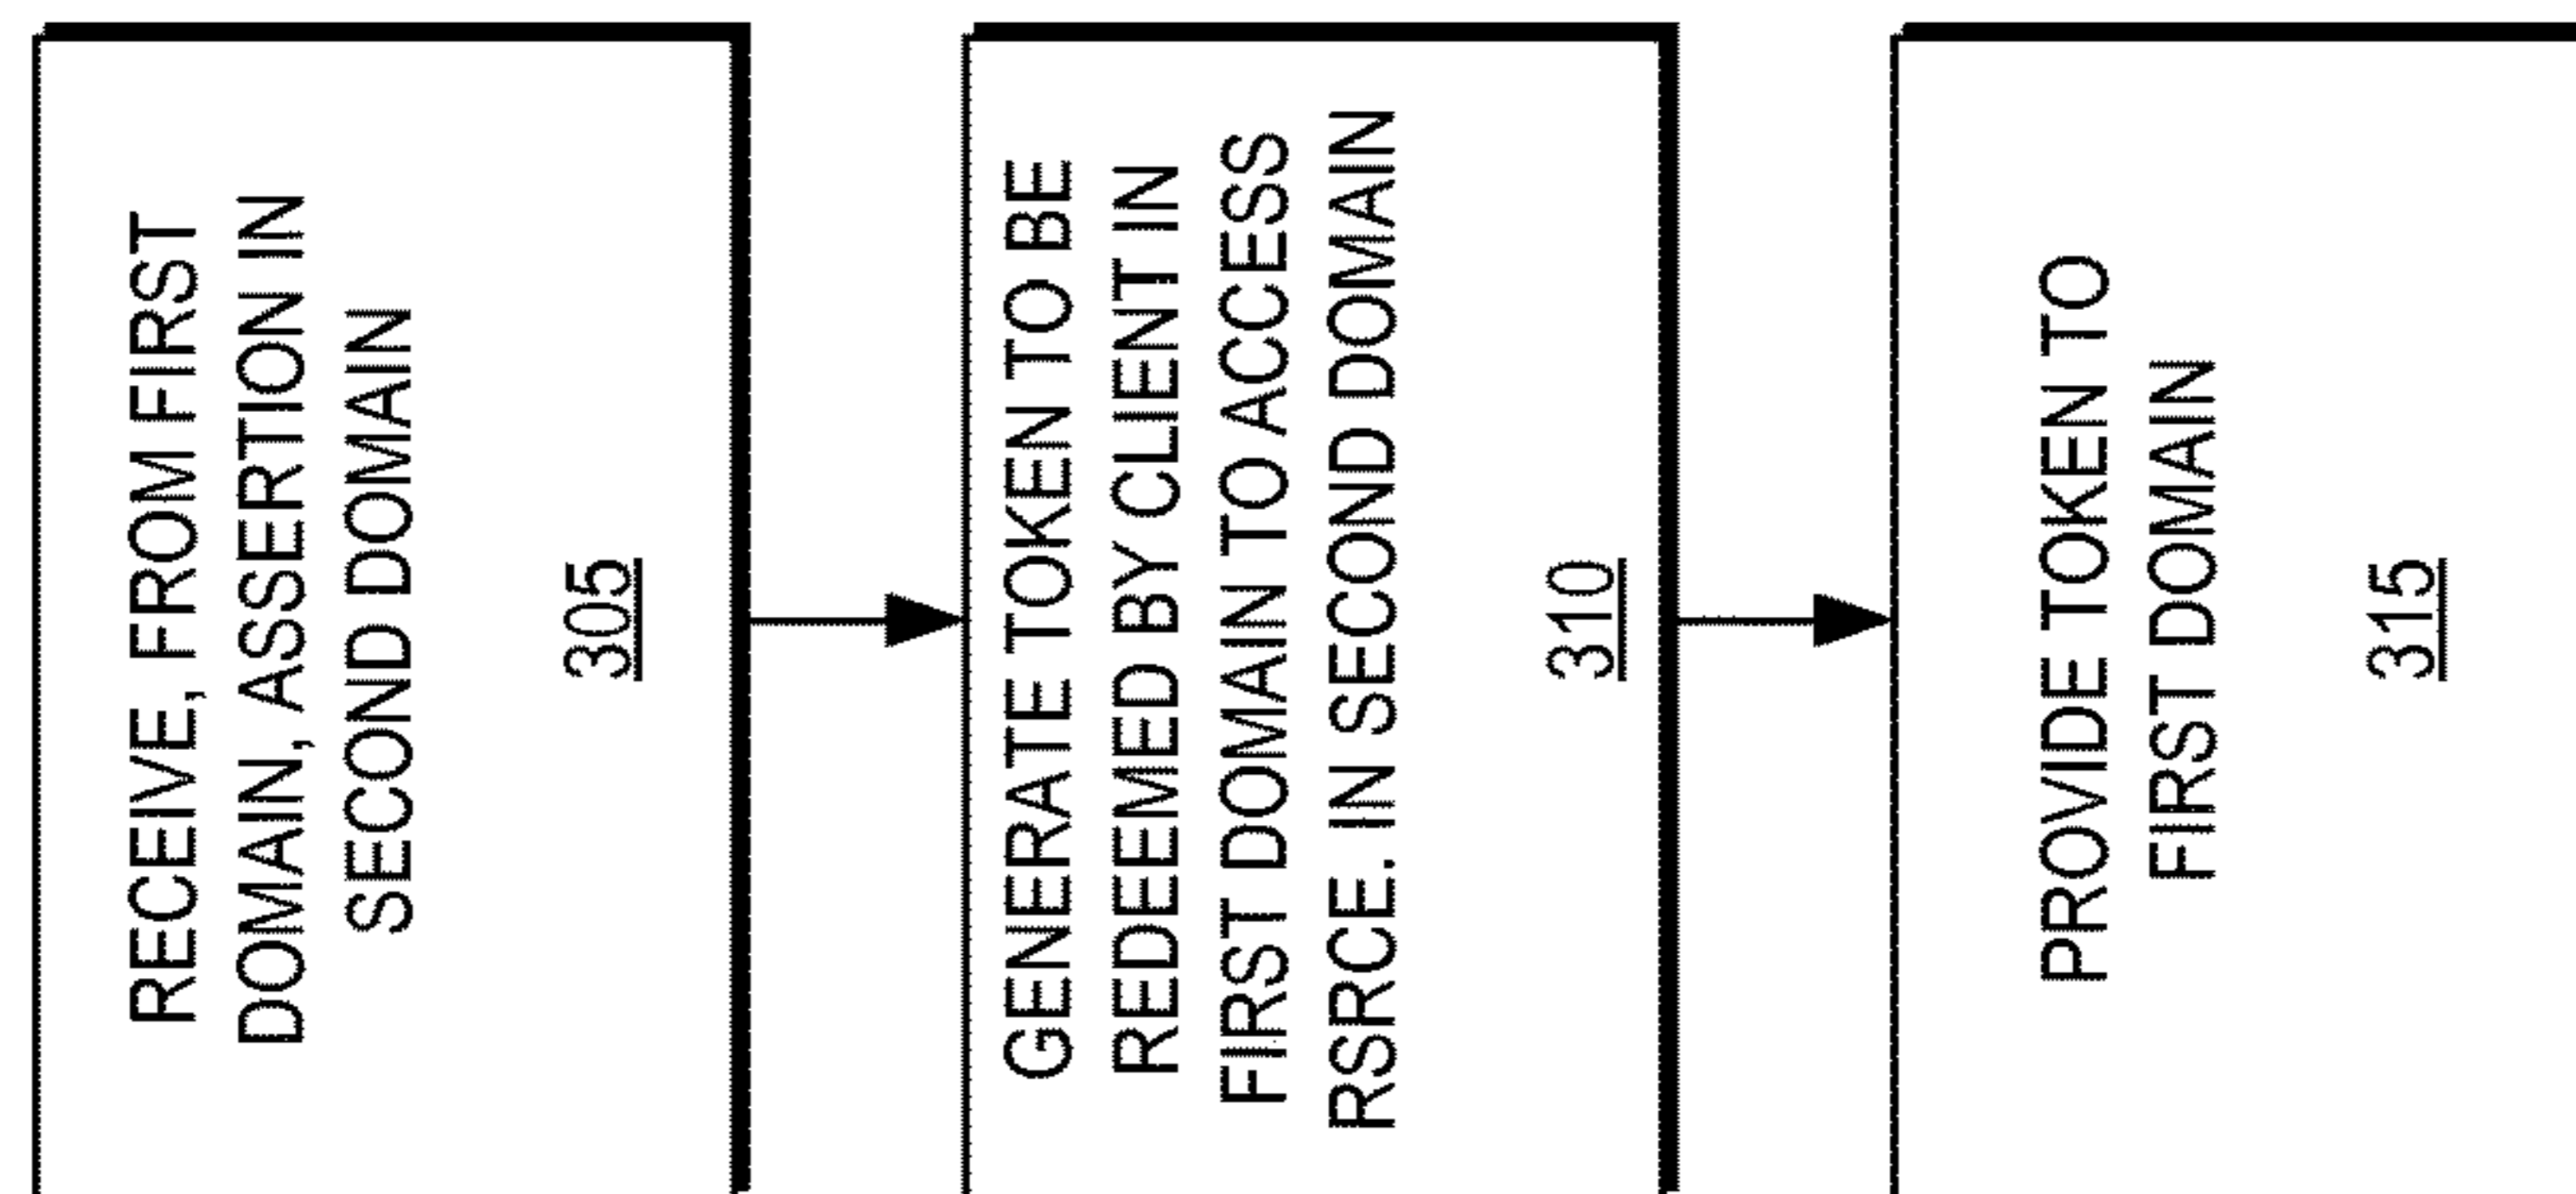 RECEIVE, FROM FIRST
DOMAIN, ASSERTION IN
SECOND DOMAIN
305
GENERATE TOKEN TO BE
REDEEMED BY CLIENT IN
FIRST DOMAIN TO ACCESS
RSRCE. IN SECOND DOMAIN
310
PROVIDE TOKEN TO
FIRST DOMAIN
315